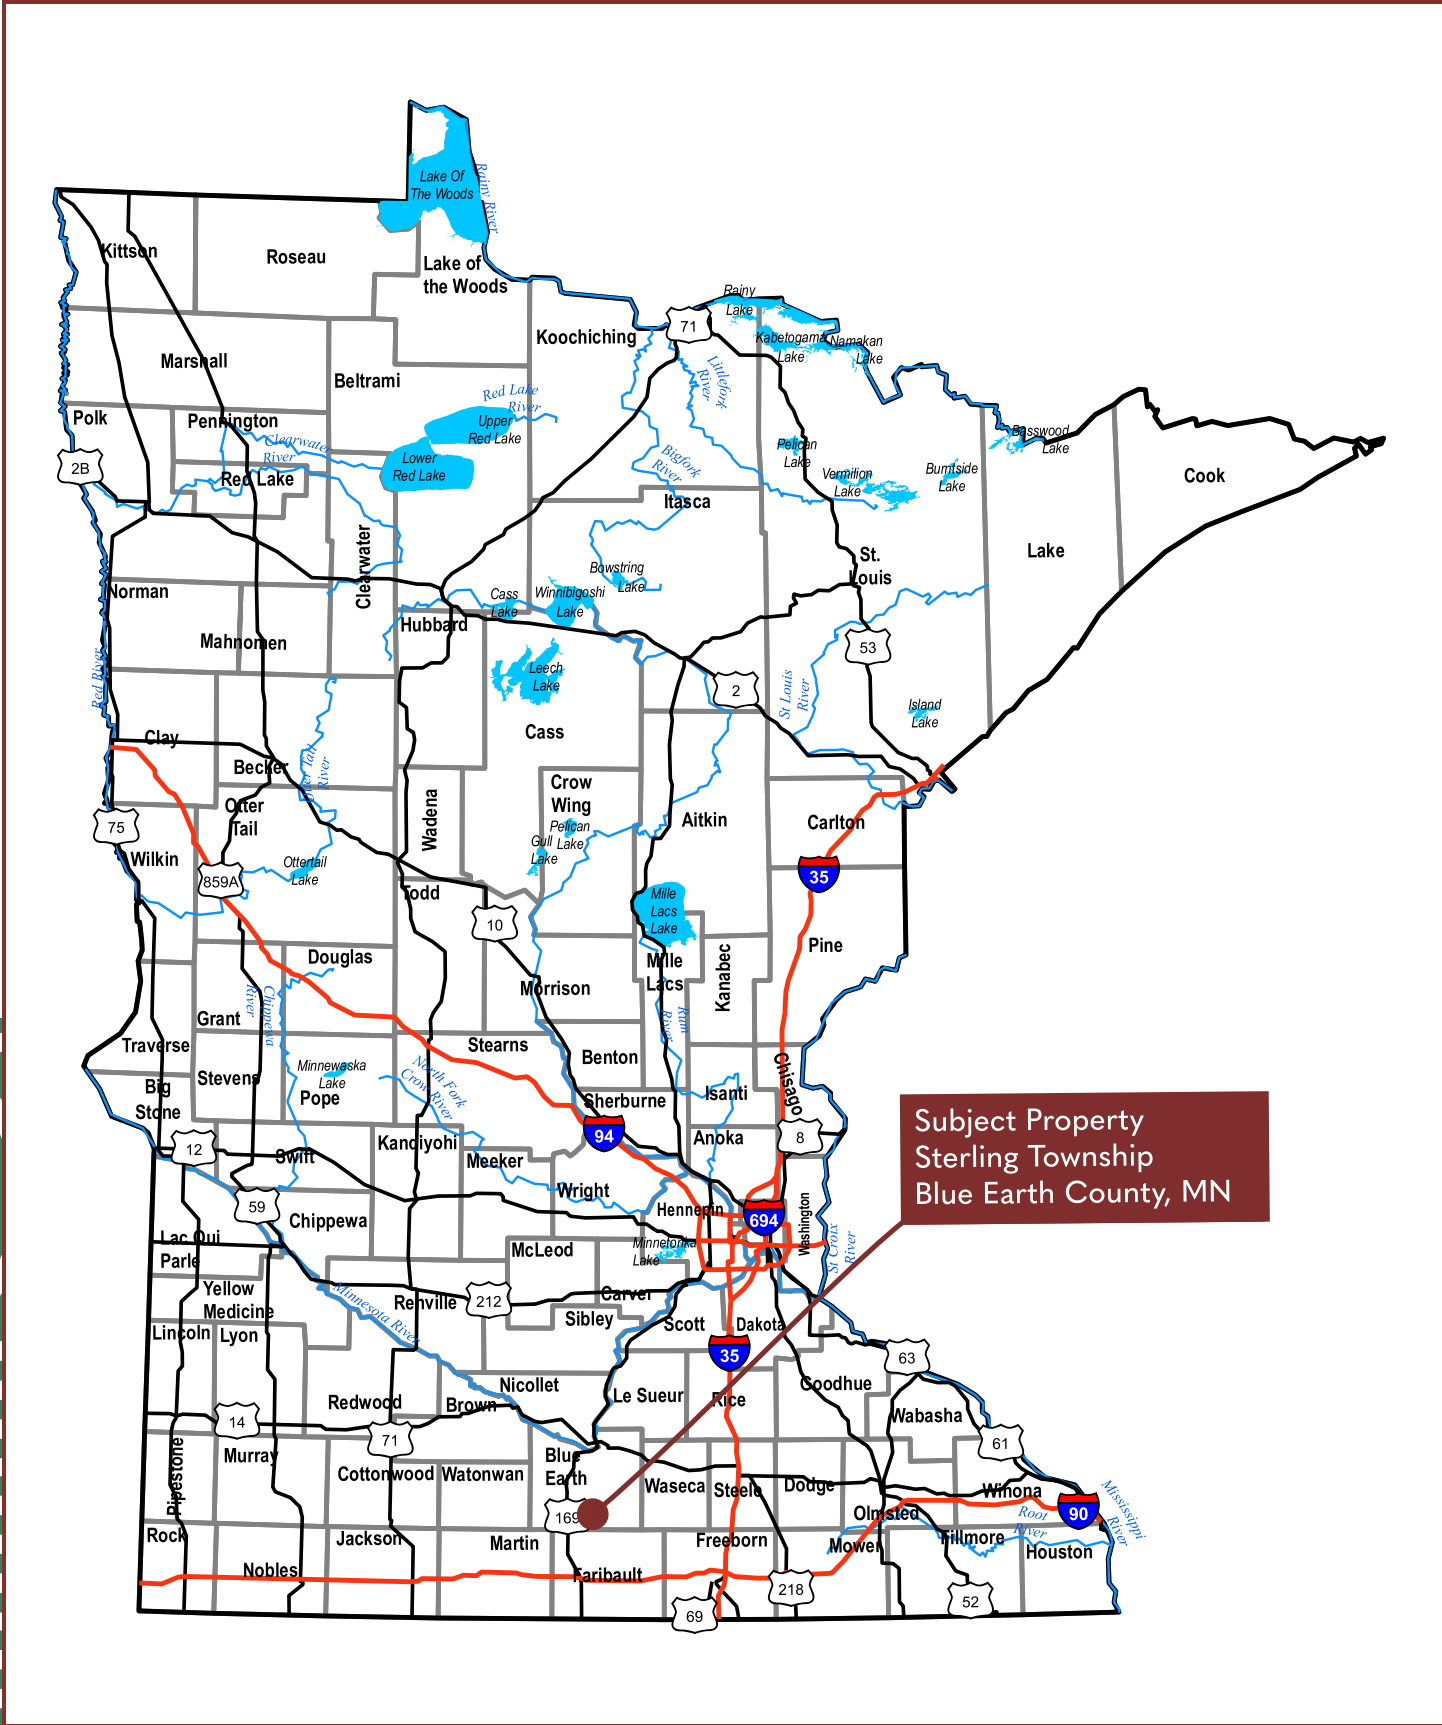 Lake Of
The Woods
Rainy River
Kittson
Roseau
Lake of
the Woods
Rainy
Lake
71
Koochiching
Kabetogama
Lake
Namakan
Lake
Marshall
Beltrami
Littlefork
River
Red Lake
River
Polk
Pennington
Upper
Red Lake
Clearwater
River
Basswood
Lake
Pelican
Lake
Bigfork
River
2B
Lower
Red Lake
Red Lake
Vermilion
Lake
Burntside
Lake
Cook
Itasca
Clearwater
St.
Louis
Lake
Bowstring
Lake
Norman
Cass
Lake
Winnibigoshi
Lake
Hubbard
Mahnomen
53
Red River
Leech
Lake
2
St Louis
River
Island
Lake
Cass
Clay
Becker
Otter Tail
River
Crow
Wing
Otter
Tail
Wadena
Aitkin
Carlton
75
Pelican
Lake
Gull
Lake
Wilkin
Ottertail
Lake
859A
35
Todd
Mille
Lacs
Lake
10
Pine
Douglas
Mille
Lacs
Kanabec
Morrison
Chippewa
River
Grant
Rum
River
Traverse
Stearns
Benton
Minnewaska
Lake
Stevens
Big
Stone
Pope
North Fork
Crow River
Chisago
Isanti
Sherburne
94
Anoka
8
Subject Property
Sterling Township
Blue Earth County, MN
12
Swift
Kandiyohi
Meeker
Wright
59
Chippewa
Hennepin
694
Washington
Lac Qui
Parle
McLeod
Minnetonka
Lake
St Croix
River
Yellow
Medicine
Minnesota River
Renville
212
Carver
Sibley
Scott
Dakota
Lincoln
Lyon
35
63
Nicollet
Le Sueur
Rice
Goodhue
Redwood
Brown
Wabasha
14
71
61
Pipestone
Murray
Blue
Earth
Cottonwood
Watonwan
Waseca
Steele
Dodge
Winona
169
Olmsted
Root
River
90
Mississippi
River
Rock
Jackson
Martin
Freeborn
Mower
Fillmore
Houston
Nobles
Faribault
218
52
69